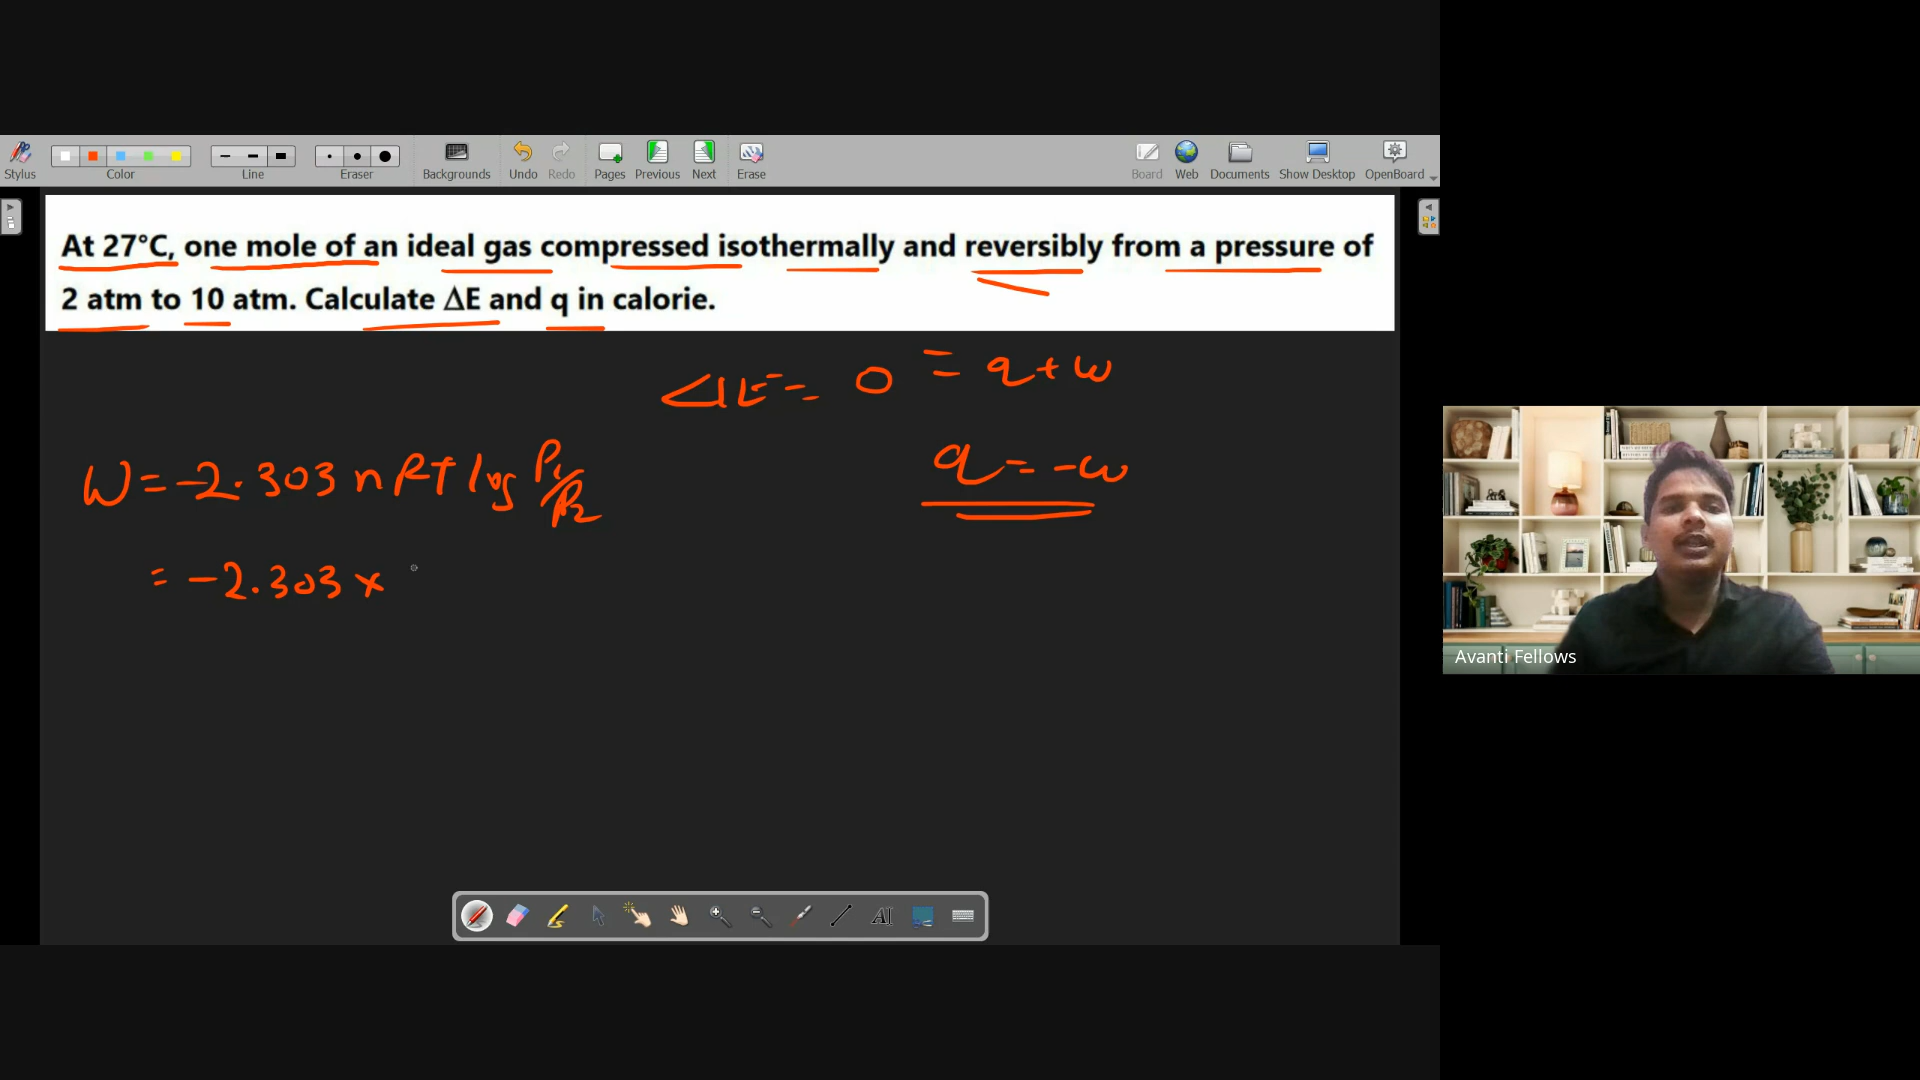 Stylus Color Line Eraser Backgrounds Undo Redo Pages Previous Next Erase Board Web Documents Show Desktop OpenBoard
At 27°C, one mole of an ideal gas compressed isothermally and reversibly from a pressure of
2 atm to 10 atm. Calculate ΔE and q in calorie.
ΔE = 0 = q + w
q = -w
W = -2.303 nRT log P1/P2
= -2.303 x
Avanti Fellows